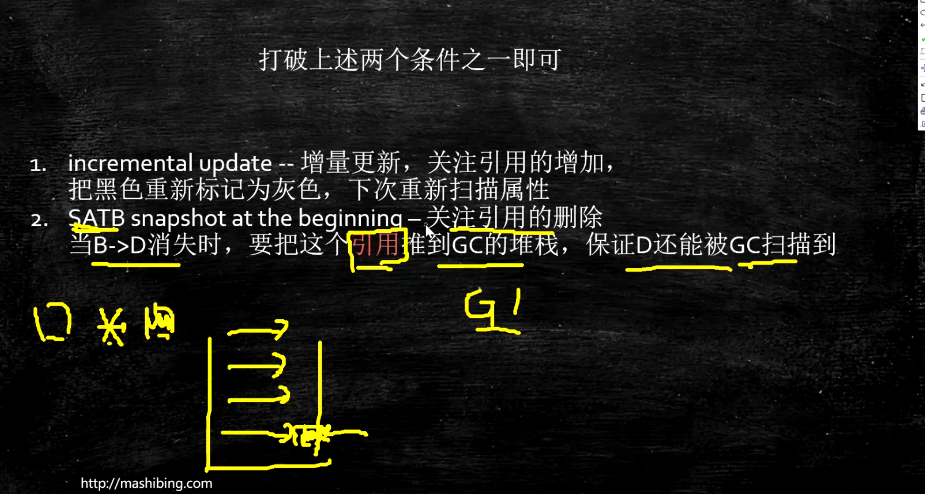 打破上述两个条件之一即可
1. incremental update -- 增量更新，关注引用的增加，
把黑色重新标记为灰色，下次重新扫描属性
2. SATB snapshot at the beginning – 关注引用的删除
当B->D消失时，要把这个引用推到GC的堆栈，保证D还能被GC扫描到
G1
http://mashibing.com